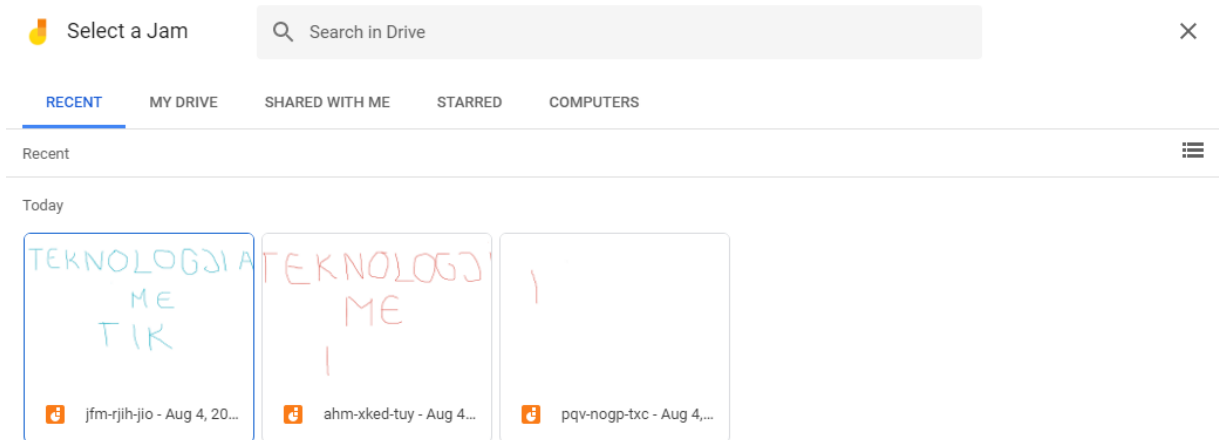 Select a Jam
Search in Drive
RECENT MY DRIVE SHARED WITH ME STARRED COMPUTERS
Recent
Today
TEKNOLOGJIA
ME
TIK
TEKNOLOGJI
ME
I
I
jfm-rjih-jio - Aug 4, 20...
ahm-xked-tuy - Aug 4...
pqv-nogp-txc - Aug 4,...